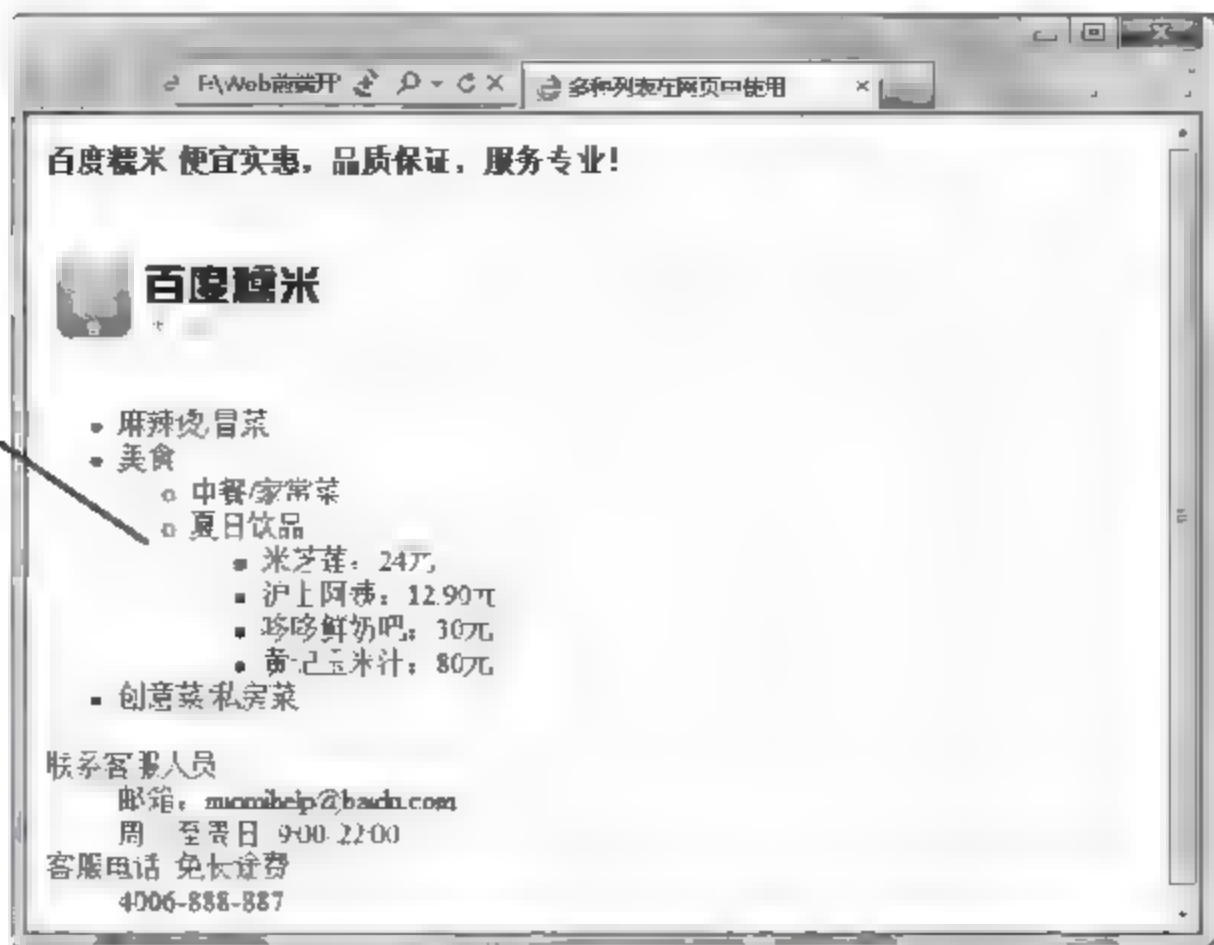 F:\Web前端开
多种列表在网页中使用
百度糯米 便宜实惠，品质保证，服务专业！
百度糯米
麻辣烫/冒菜
美食
中餐/家常菜
夏日饮品
米芝莲：24元
沪上阿姨：12.90元
哆哆鲜奶吧：30元
黄记玉米汁：80元
创意菜/私房菜
联系客服人员
邮箱：nuomihelp@baidu.com
周一至周日 9:00-22:00
客服电话 免长途费
4006-888-887